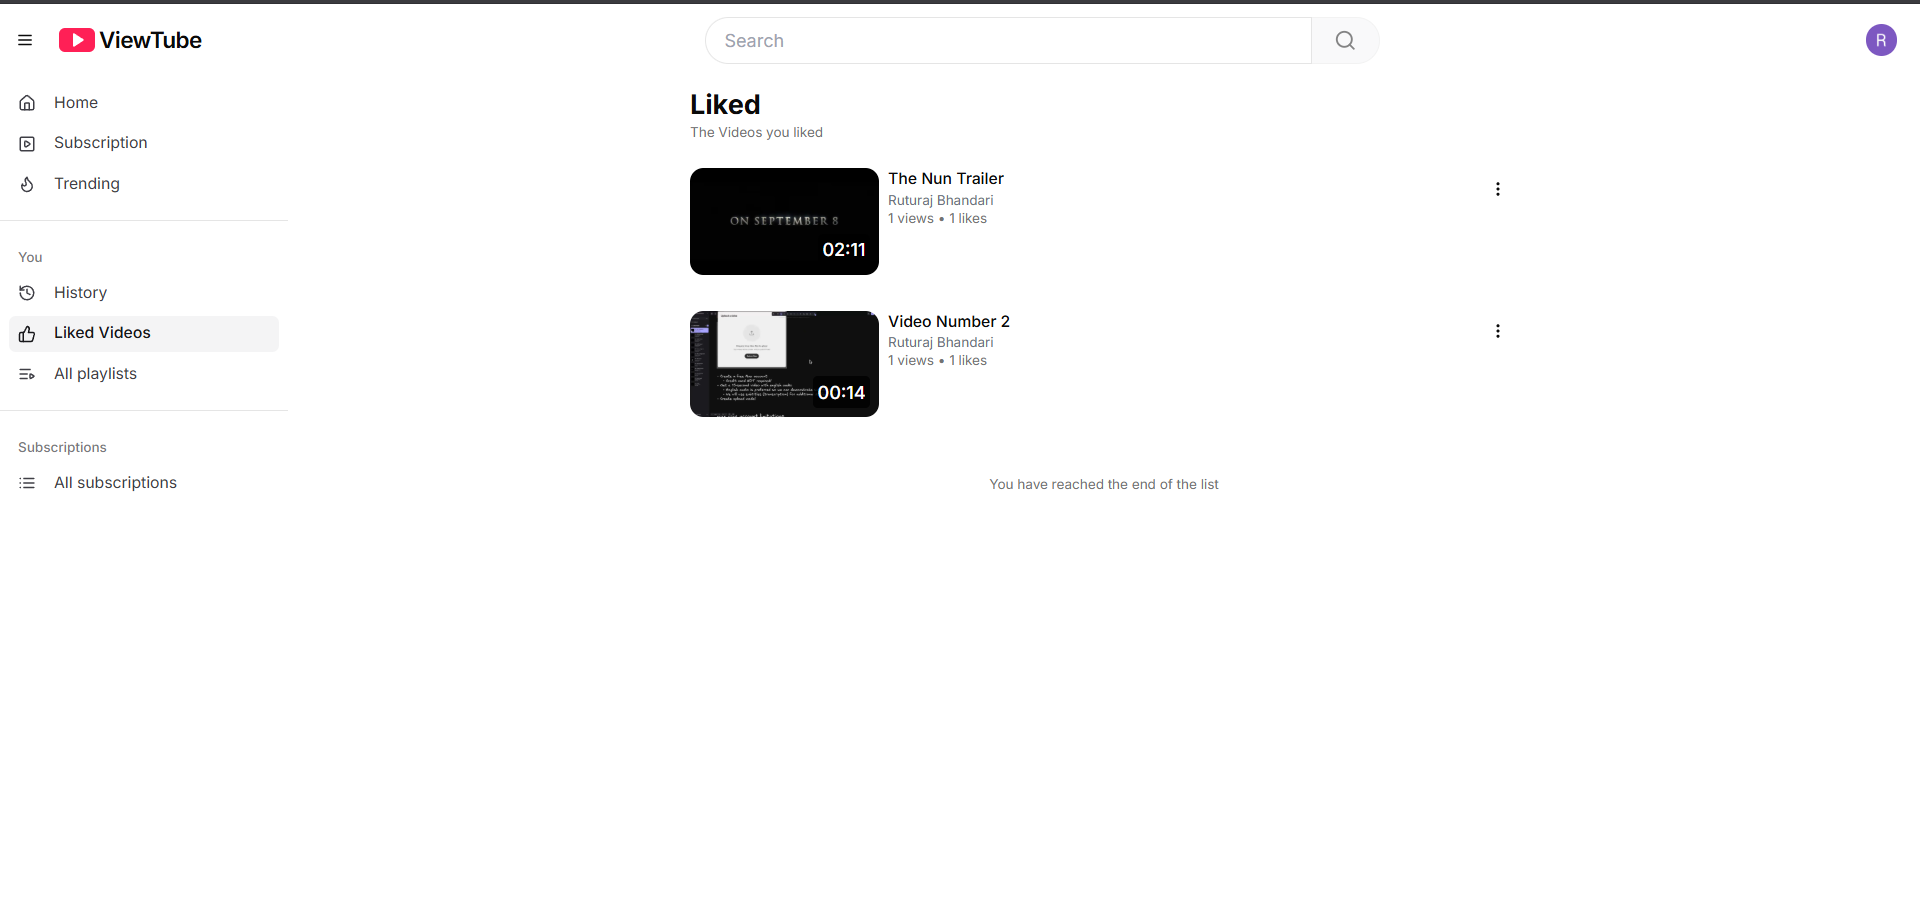 ViewTube
Search
R
Home
Subscription
Trending
You
History
Liked Videos
All playlists
Subscriptions
All subscriptions
Liked
The Videos you liked
ON SEPTEMBER 8
02:11
The Nun Trailer
Ruturaj Bhandari
1 views • 1 likes
00:14
Video Number 2
Ruturaj Bhandari
1 views • 1 likes
You have reached the end of the list